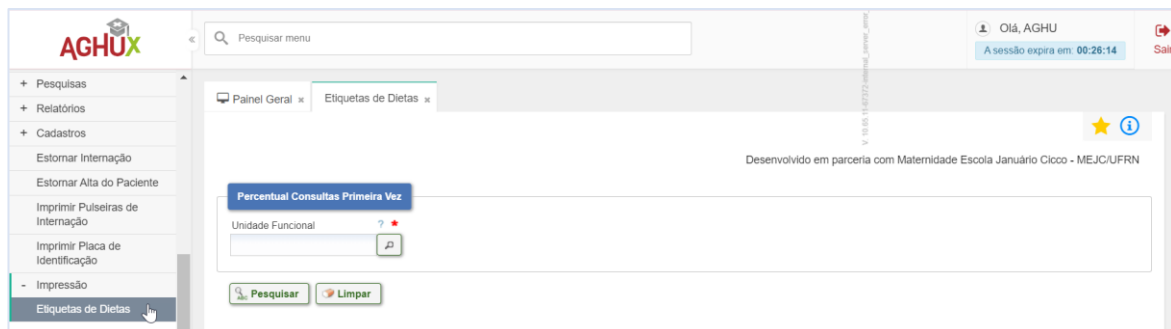 AGHUX
«
Pesquisar menu
Olá, AGHU
A sessão expira em: 00:26:14
Sair
+ Pesquisas
+ Relatórios
+ Cadastros
Estornar Internação
Estornar Alta do Paciente
Imprimir Pulseiras de
Internação
Imprimir Placa de
Identificação
- Impressão
Etiquetas de Dietas
Painel Geral ×
Etiquetas de Dietas ×
Desenvolvido em parceria com Maternidade Escola Januário Cicco - MEJC/UFRN
Percentual Consultas Primeira Vez
Unidade Funcional ?
Pesquisar
Limpar